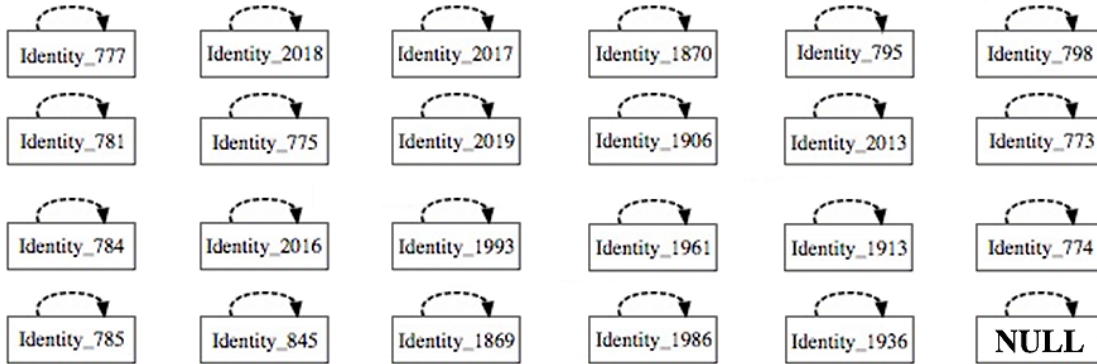 Identity_777 Identity_2018 Identity_2017 Identity_1870 Identity_795 Identity_798
Identity_781 Identity_775 Identity_2019 Identity_1906 Identity_2013 Identity_773
Identity_784 Identity_2016 Identity_1993 Identity_1961 Identity_1913 Identity_774
Identity_785 Identity_845 Identity_1869 Identity_1986 Identity_1936 NULL